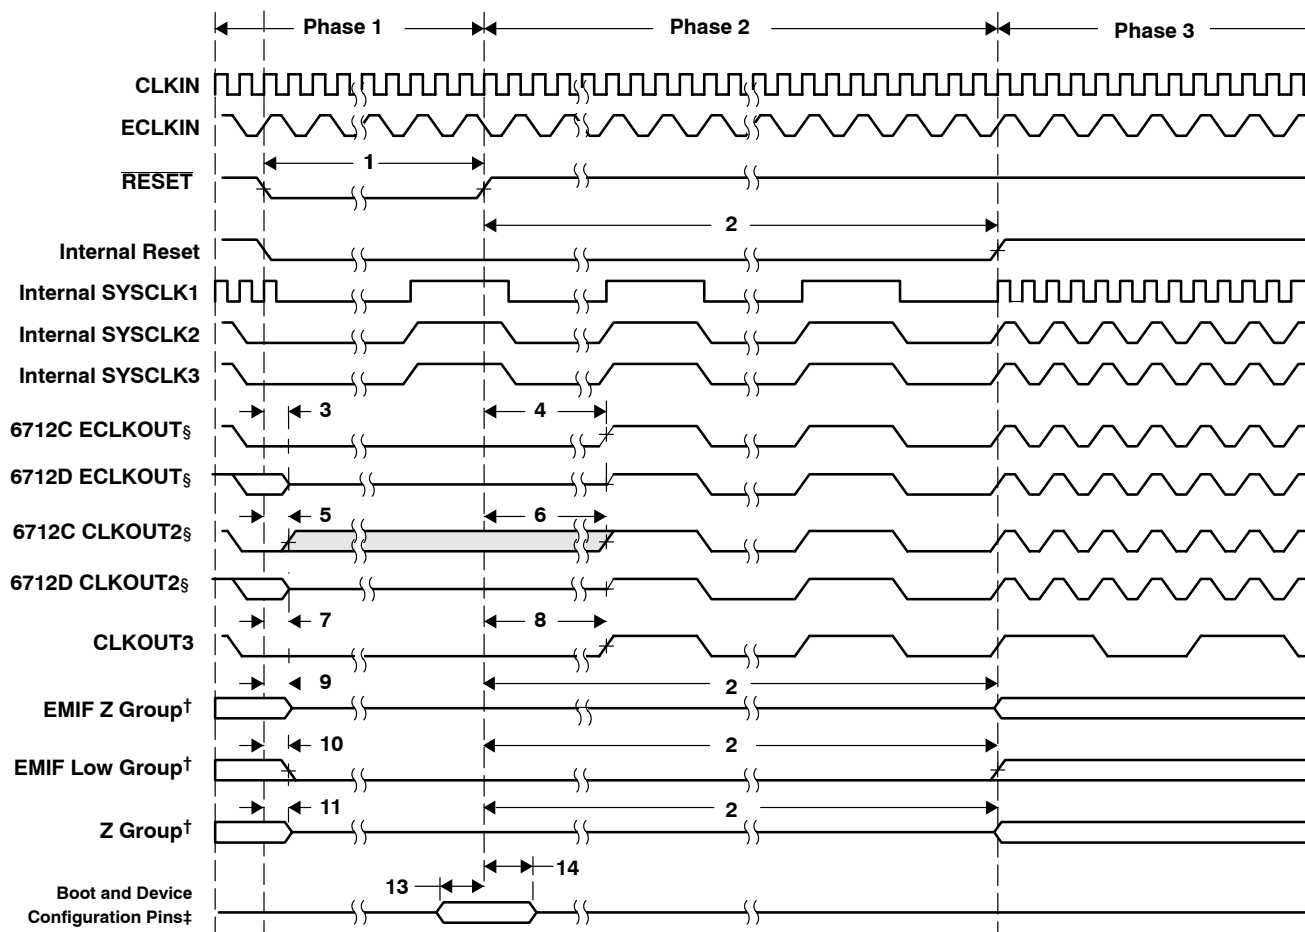 Phase 1 Phase 2 Phase 3
CLKIN
ECLKIN
1
RESET
2
Internal Reset
Internal SYSCLK1
Internal SYSCLK2
Internal SYSCLK3
3 4
6712C ECLKOUT§
6712D ECLKOUT§
5 6
6712C CLKOUT2§
6712D CLKOUT2§
7 8
CLKOUT3
9 2
EMIF Z Group†
10 2
EMIF Low Group†
11 2
Z Group†
14
13
Boot and Device
Configuration Pins‡